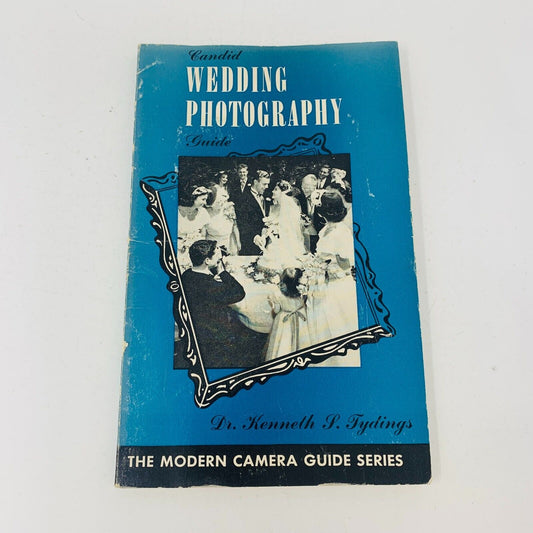 Candid
WEDDING
PHOTOGRAPHY
Guide
Dr. Kenneth S. Tydings
THE MODERN CAMERA GUIDE SERIES